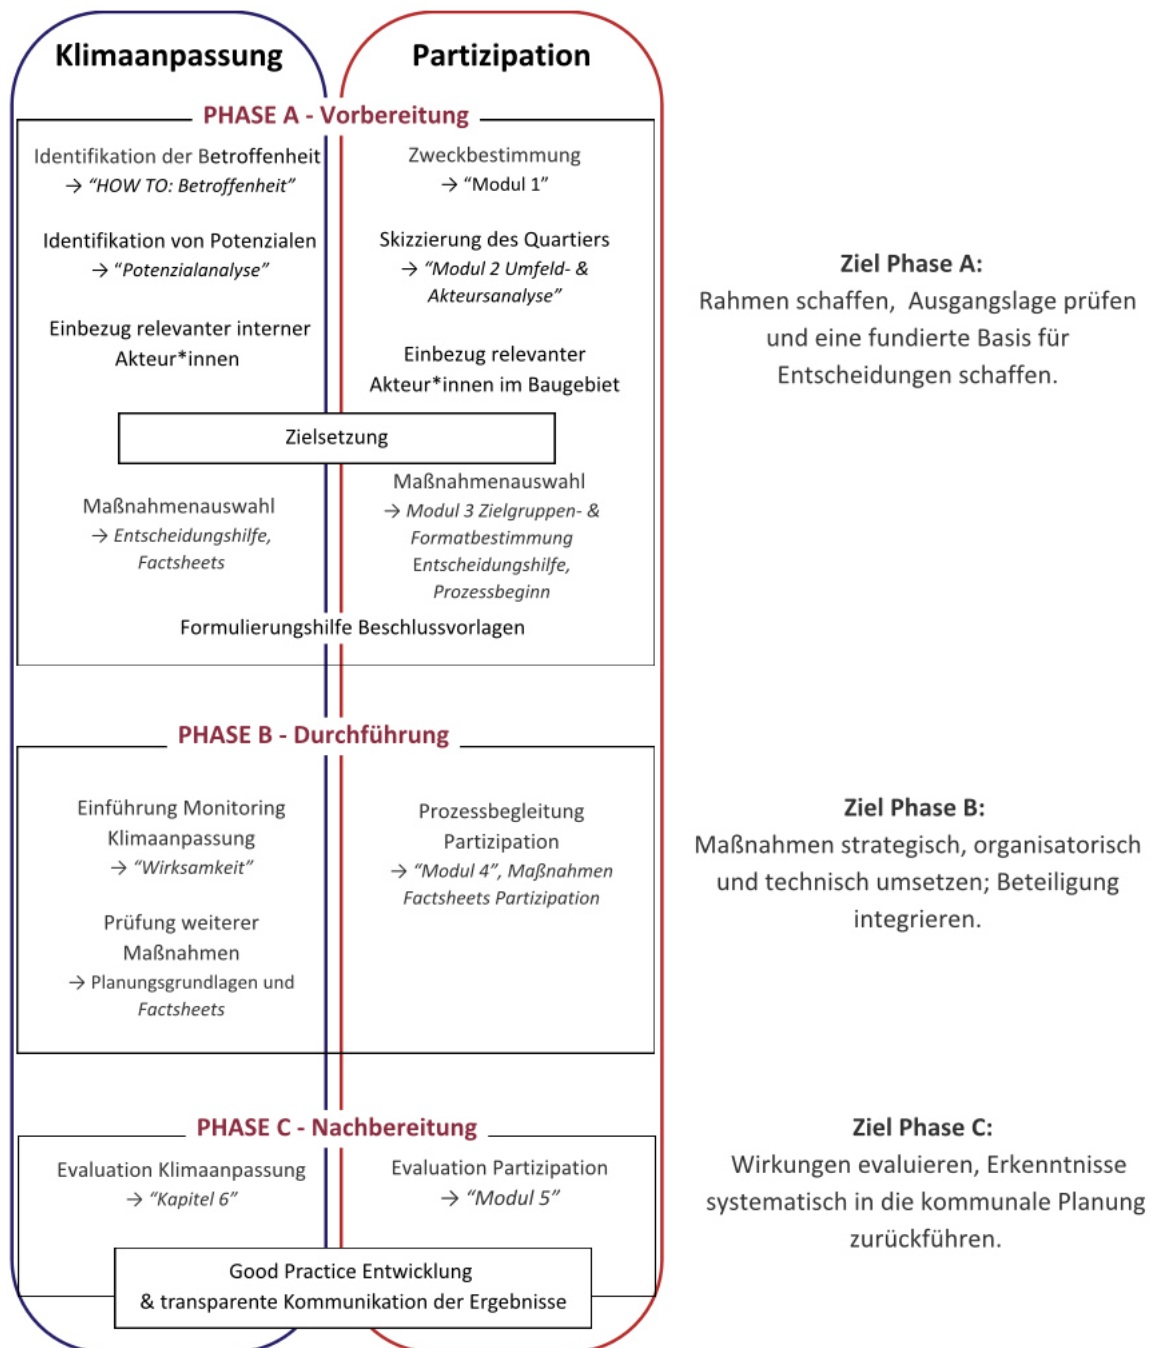 Klimaanpassung
Partizipation
PHASE A - Vorbereitung
Identifikation der Betroffenheit
→ “HOW TO: Betroffenheit”
Identifikation von Potenzialen
→ “Potenzialanalyse”
Einbezug relevanter interner
Akteur*innen
Zweckbestimmung
→ “Modul 1”
Skizzierung des Quartiers
→ “Modul 2 Umfeld- &
Akteursanalyse”
Einbezug relevanter
Akteur*innen im Baugebiet
Zielsetzung
Maßnahmenauswahl
→ Entscheidungshilfe,
Factsheets
Maßnahmenauswahl
→ Modul 3 Zielgruppen- &
Formatbestimmung
Entscheidungshilfe,
Prozessbeginn
Formulierungshilfe Beschlussvorlagen
Ziel Phase A:
Rahmen schaffen, Ausgangslage prüfen
und eine fundierte Basis für
Entscheidungen schaffen.
PHASE B - Durchführung
Einführung Monitoring
Klimaanpassung
→ “Wirksamkeit”
Prüfung weiterer
Maßnahmen
→ Planungsgrundlagen und
Factsheets
Prozessbegleitung
Partizipation
→ “Modul 4”, Maßnahmen
Factsheets Partizipation
Ziel Phase B:
Maßnahmen strategisch, organisatorisch
und technisch umsetzen; Beteiligung
integrieren.
PHASE C - Nachbereitung
Evaluation Klimaanpassung
→ “Kapitel 6”
Evaluation Partizipation
→ “Modul 5”
Good Practice Entwicklung
& transparente Kommunikation der Ergebnisse
Ziel Phase C:
Wirkungen evaluieren, Erkenntnisse
systematisch in die kommunale Planung
zurückführen.